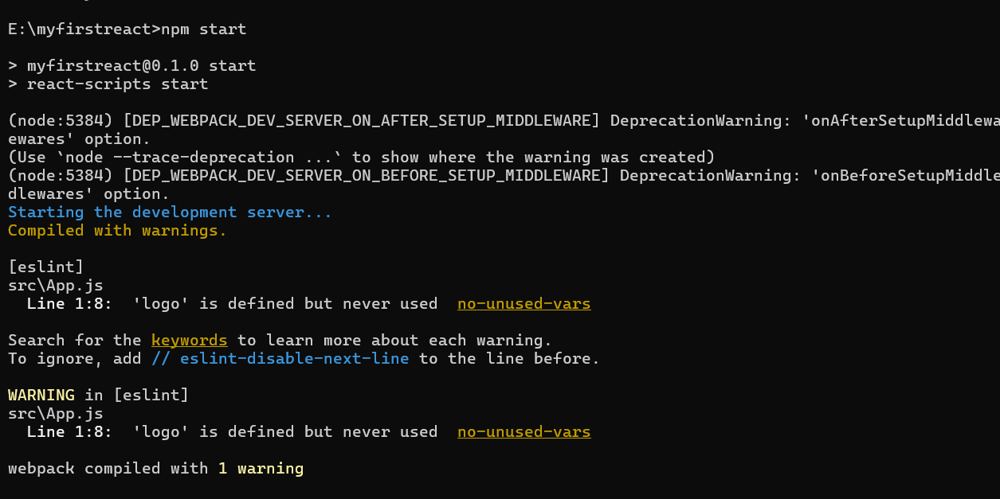 E:\myfirstreact>npm start
> myfirstreact@0.1.0 start
> react-scripts start
(node:5384) [DEP_WEBPACK_DEV_SERVER_ON_AFTER_SETUP_MIDDLEWARE] DeprecationWarning: 'onAfterSetupMiddlewa
ewares' option.
(Use `node --trace-deprecation ...` to show where the warning was created)
(node:5384) [DEP_WEBPACK_DEV_SERVER_ON_BEFORE_SETUP_MIDDLEWARE] DeprecationWarning: 'onBeforeSetupMiddle
dlewares' option.
Starting the development server...
Compiled with warnings.
[eslint]
src\App.js
Line 1:8: 'logo' is defined but never used no-unused-vars
Search for the keywords to learn more about each warning.
To ignore, add // eslint-disable-next-line to the line before.
WARNING in [eslint]
src\App.js
Line 1:8: 'logo' is defined but never used no-unused-vars
webpack compiled with 1 warning